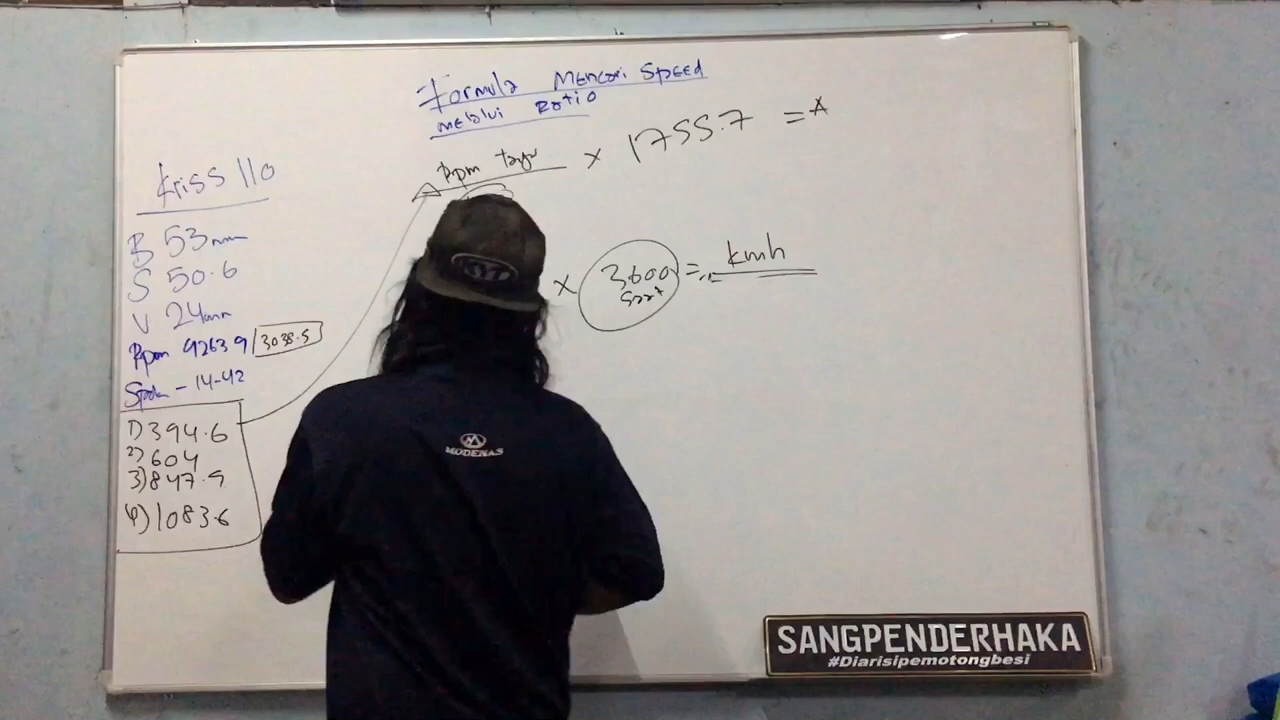 Formula Mencari Speed
melalui Ratio
Rpm tayar × 1755.7 = A
× 3600 = kmh
saat
Kriss 110
B 53mm
S 50.6
V 24mm
Rpm 9263.9/3038.5
14-42
1) 394.6
2) 604
3) 847.9
4) 1083.6
KYT
MODENAS
SANGPENDERHAKA
#Diarisipemotongbesi